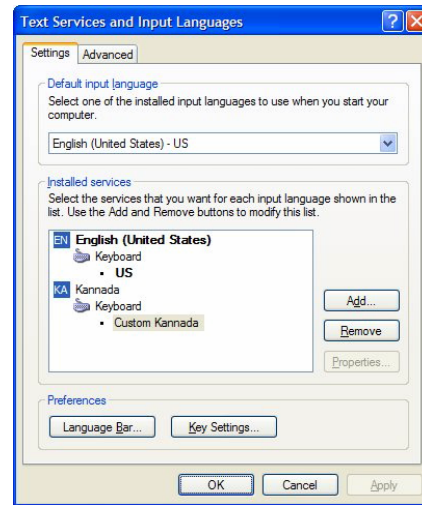 Text Services and Input Languages
Settings
Advanced
Default input language
Select one of the installed input languages to use when you start your
computer.
English (United States) - US
Installed services
Select the services that you want for each input language shown in the
list. Use the Add and Remove buttons to modify this list.
EN English (United States)
Keyboard
• US
KA Kannada
Keyboard
• Custom Kannada
Add...
Remove
Properties...
Preferences
Language Bar...
Key Settings...
OK
Cancel
Apply